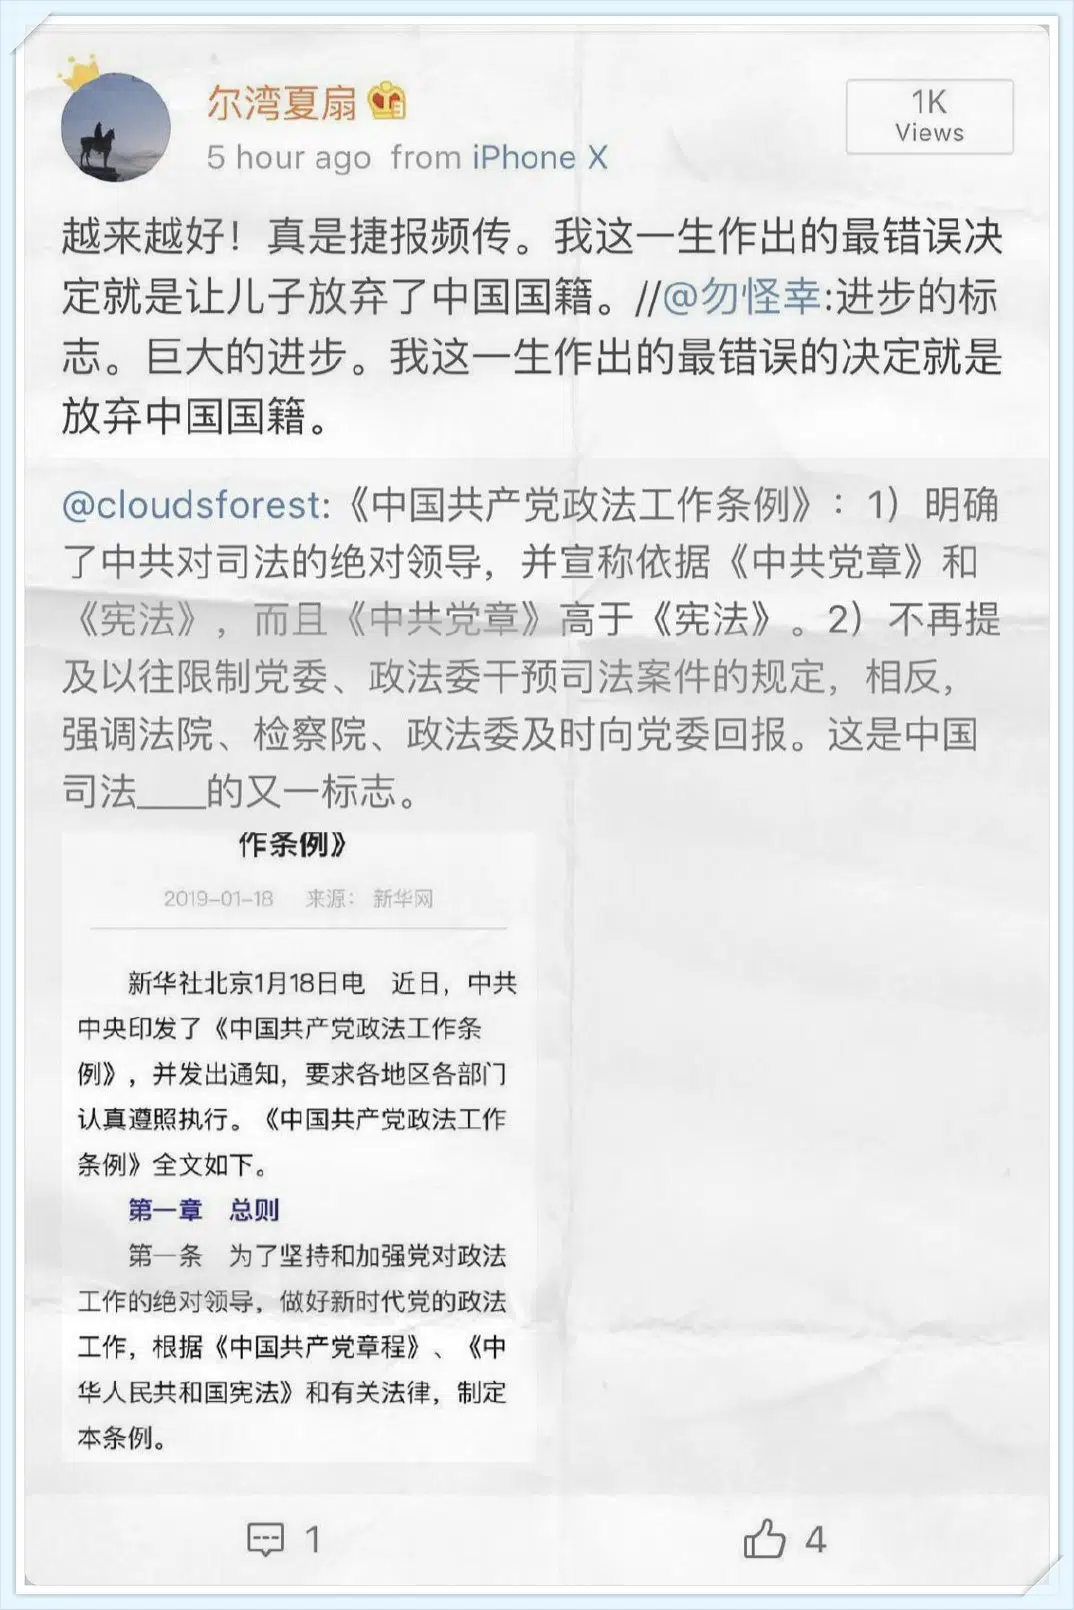 尔湾夏扇
1K
Views
5 hour ago from iPhone X
越来越好！真是捷报频传。我这一生作出的最错误决
定就是让儿子放弃了中国国籍。//@勿怪幸:进步的标
志。巨大的进步。我这一生作出的最错误的决定就是
放弃中国国籍。
@cloudsforest:《中国共产党政法工作条例》：1）明确
了中共对司法的绝对领导，并宣称依据《中共党章》和
《宪法》，而且《中共党章》高于《宪法》。2）不再提
及以往限制党委、政法委干预司法案件的规定，相反，
强调法院、检察院、政法委及时向党委回报。这是中国
司法____的又一标志。
作条例》
2019-01-18 来源： 新华网
新华社北京1月18日电 近日，中共
中央印发了《中国共产党政法工作条
例》，并发出通知，要求各地区各部门
认真遵照执行。《中国共产党政法工作
条例》全文如下。
第一章 总则
第一条 为了坚持和加强党对政法
工作的绝对领导，做好新时代党的政法
工作，根据《中国共产党章程》、《中
华人民共和国宪法》和有关法律，制定
本条例。
1
4